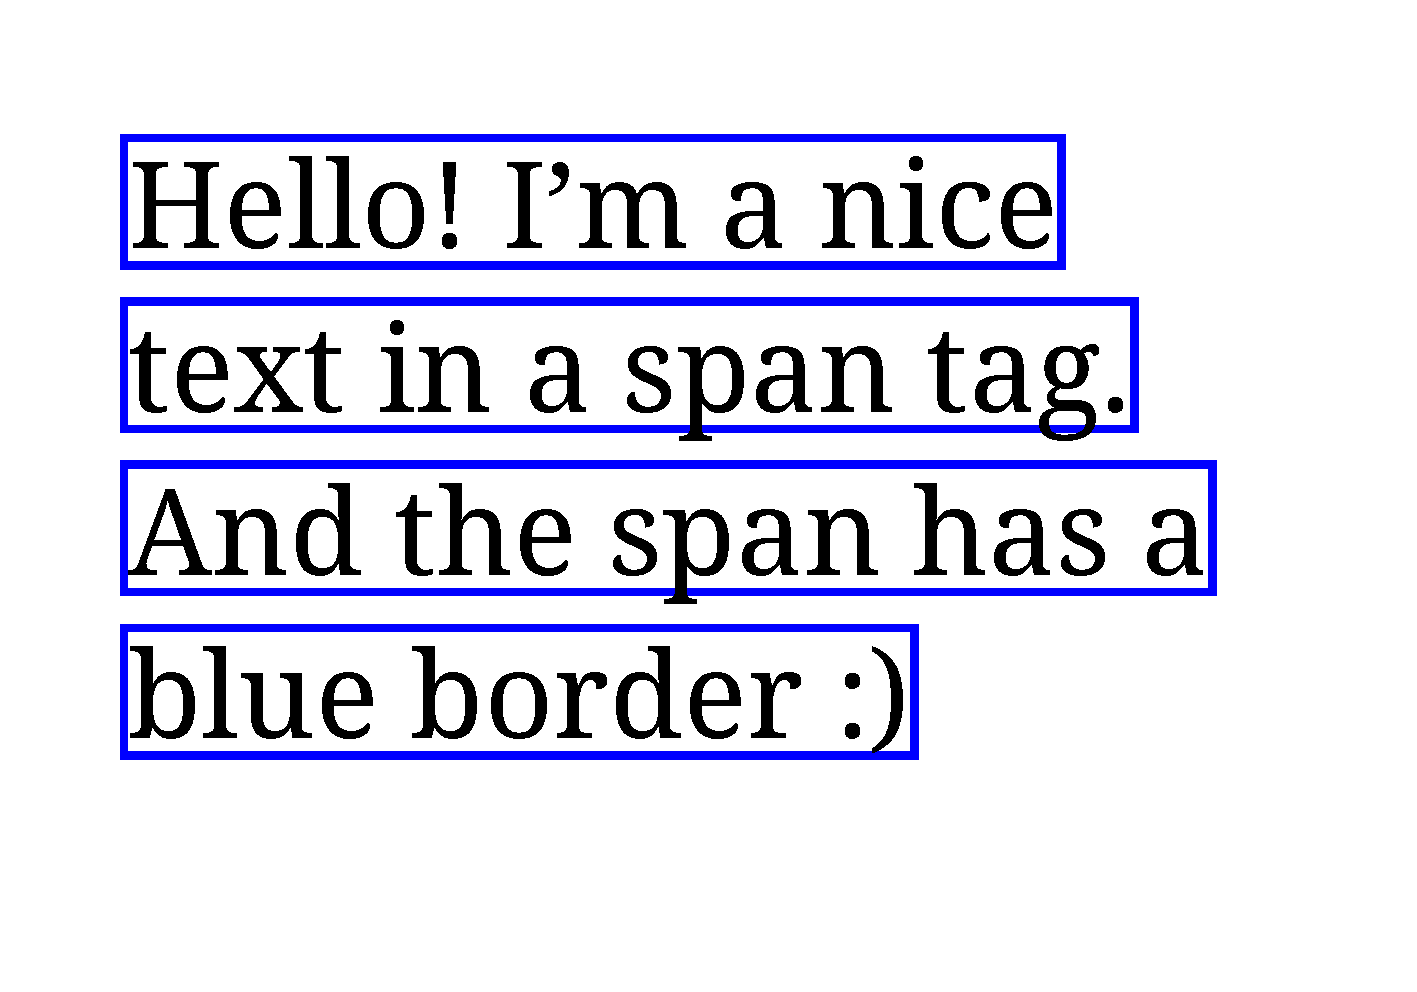 Hello! I’m a nice
text in a span tag.
And the span has a
blue border :)